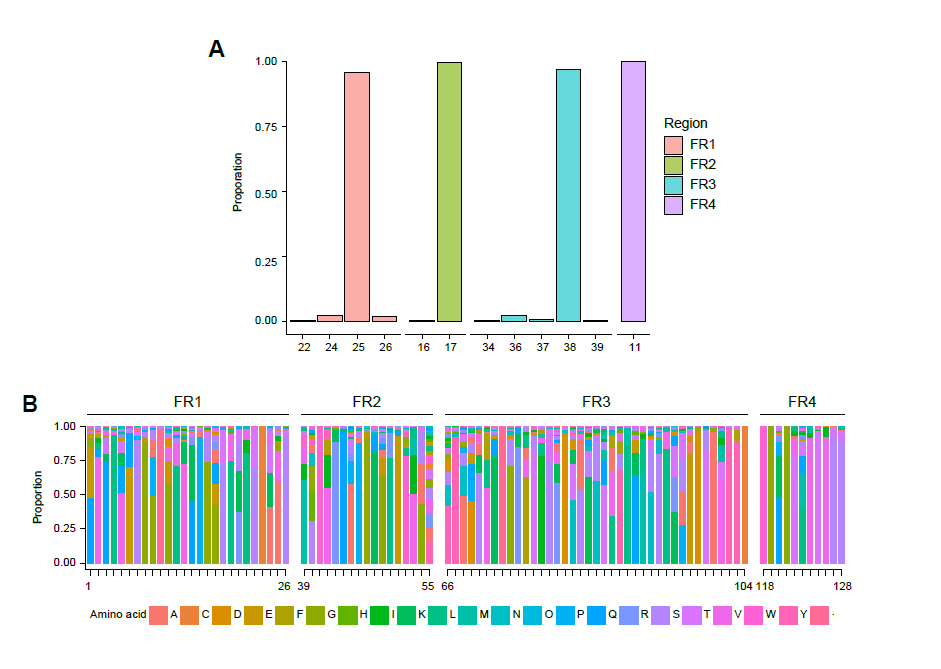 A
1.00
0.75
0.50
0.25
0.00
Proporation
22 24 25 26 16 17 34 36 37 38 39 11
Region
FR1
FR2
FR3
FR4
B
FR1 FR2 FR3 FR4
1.00
0.75
0.50
0.25
0.00
Proportion
1 26 39 55 66 104 118 128
Amino acid A C D E F G H I K L M N O P Q R S T V W Y -